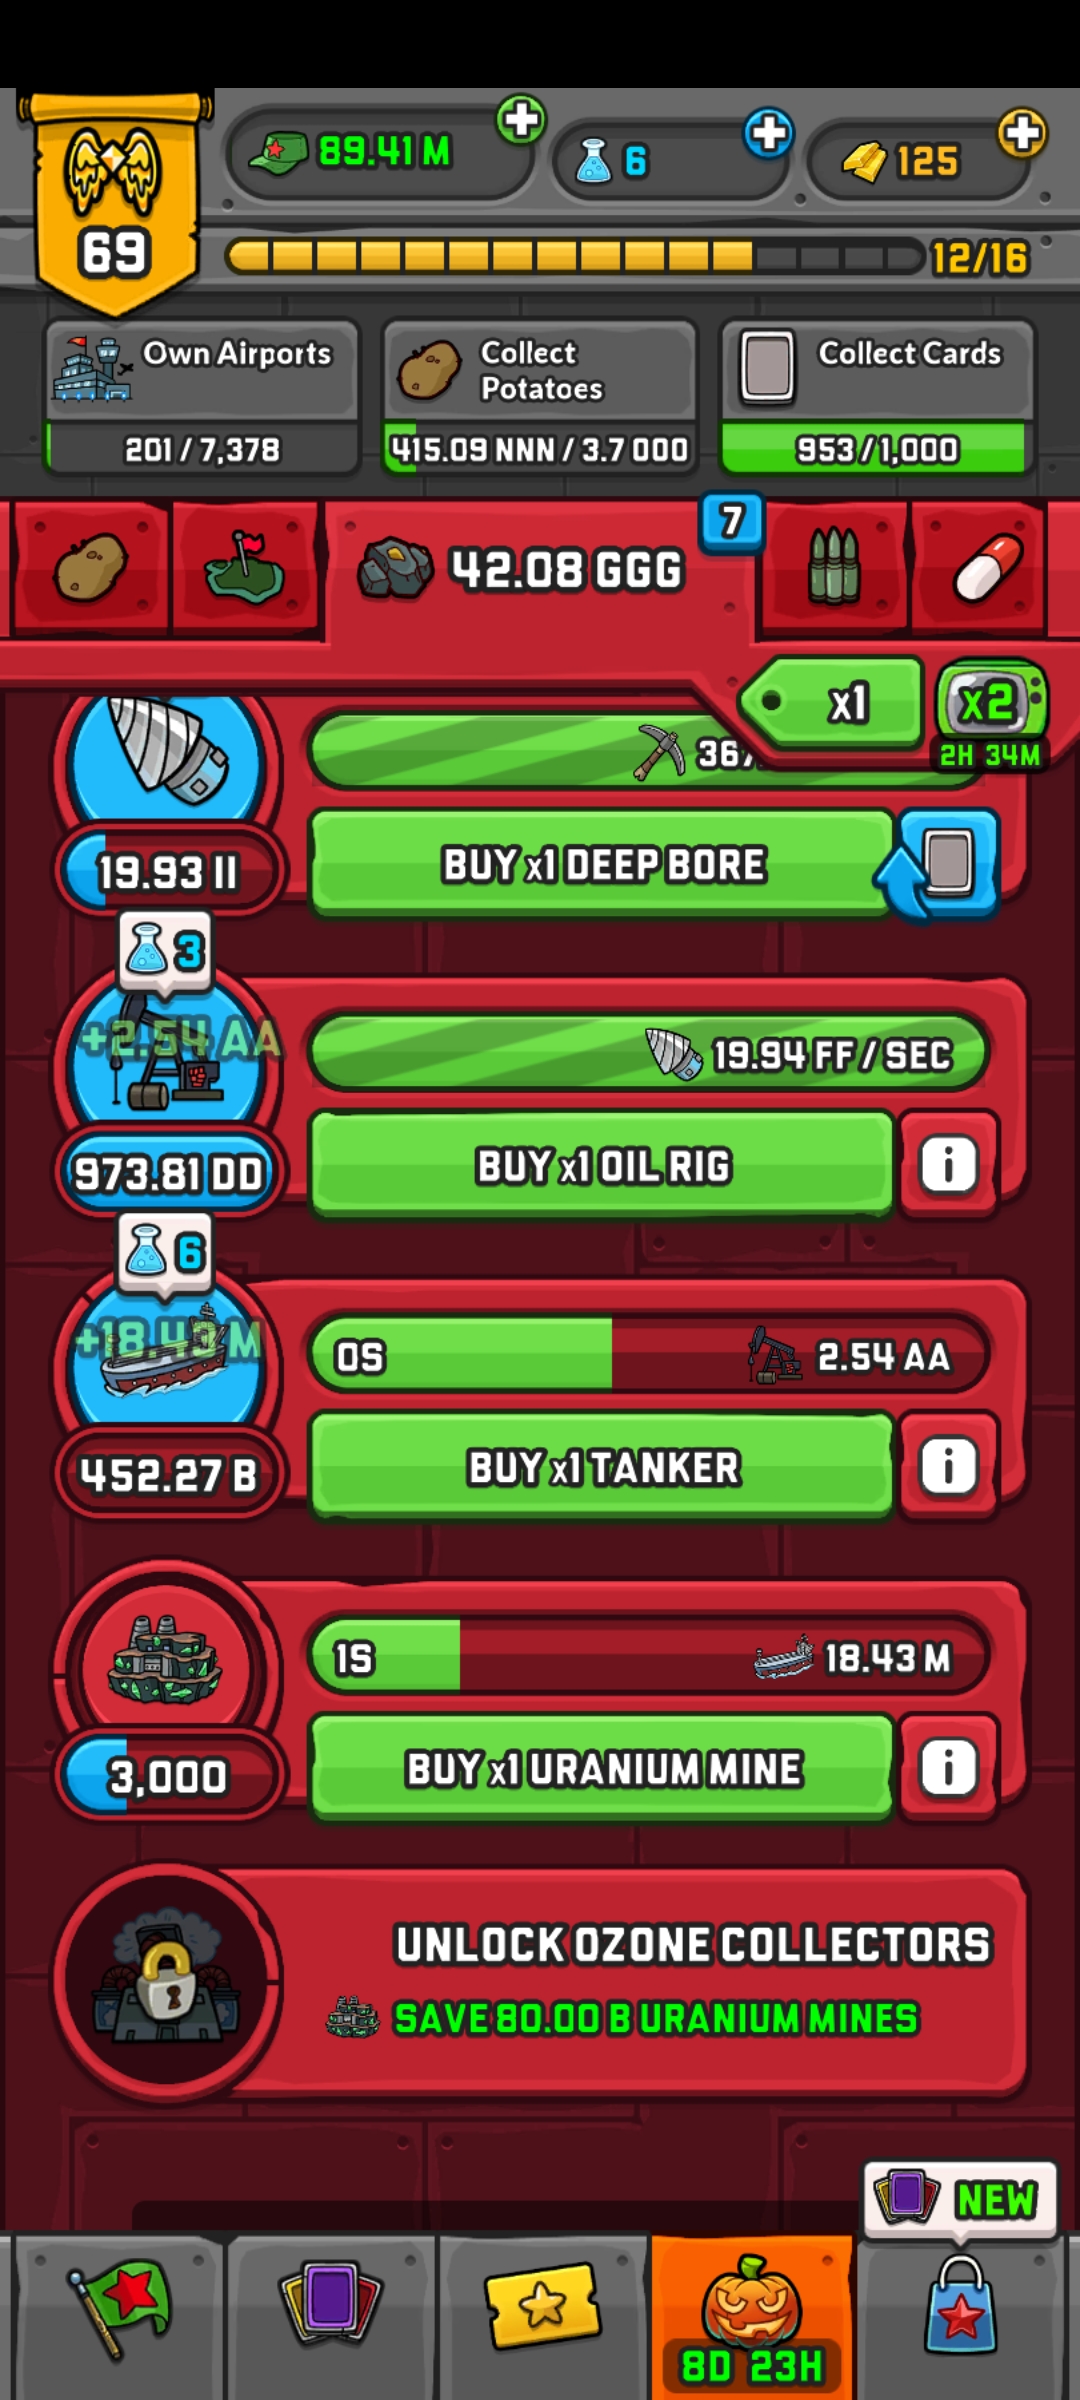 89.41 M
6
125
69
12/16
Own Airports
201 / 7,378
Collect
Potatoes
415.09 NNN / 3.7 OOO
Collect Cards
953 / 1,000
42.08 GGG
7
x1
x2
2H 34M
19.93 II
BUY x1 DEEP BORE
3
+2.54 AA
19.94 FF / SEC
973.81 DD
BUY x1 OIL RIG
6
+18.43 M
0S
2.54 AA
452.27 B
BUY x1 TANKER
1S
18.43 M
3,000
BUY x1 URANIUM MINE
UNLOCK OZONE COLLECTORS
SAVE 80.00 B URANIUM MINES
NEW
8D 23H